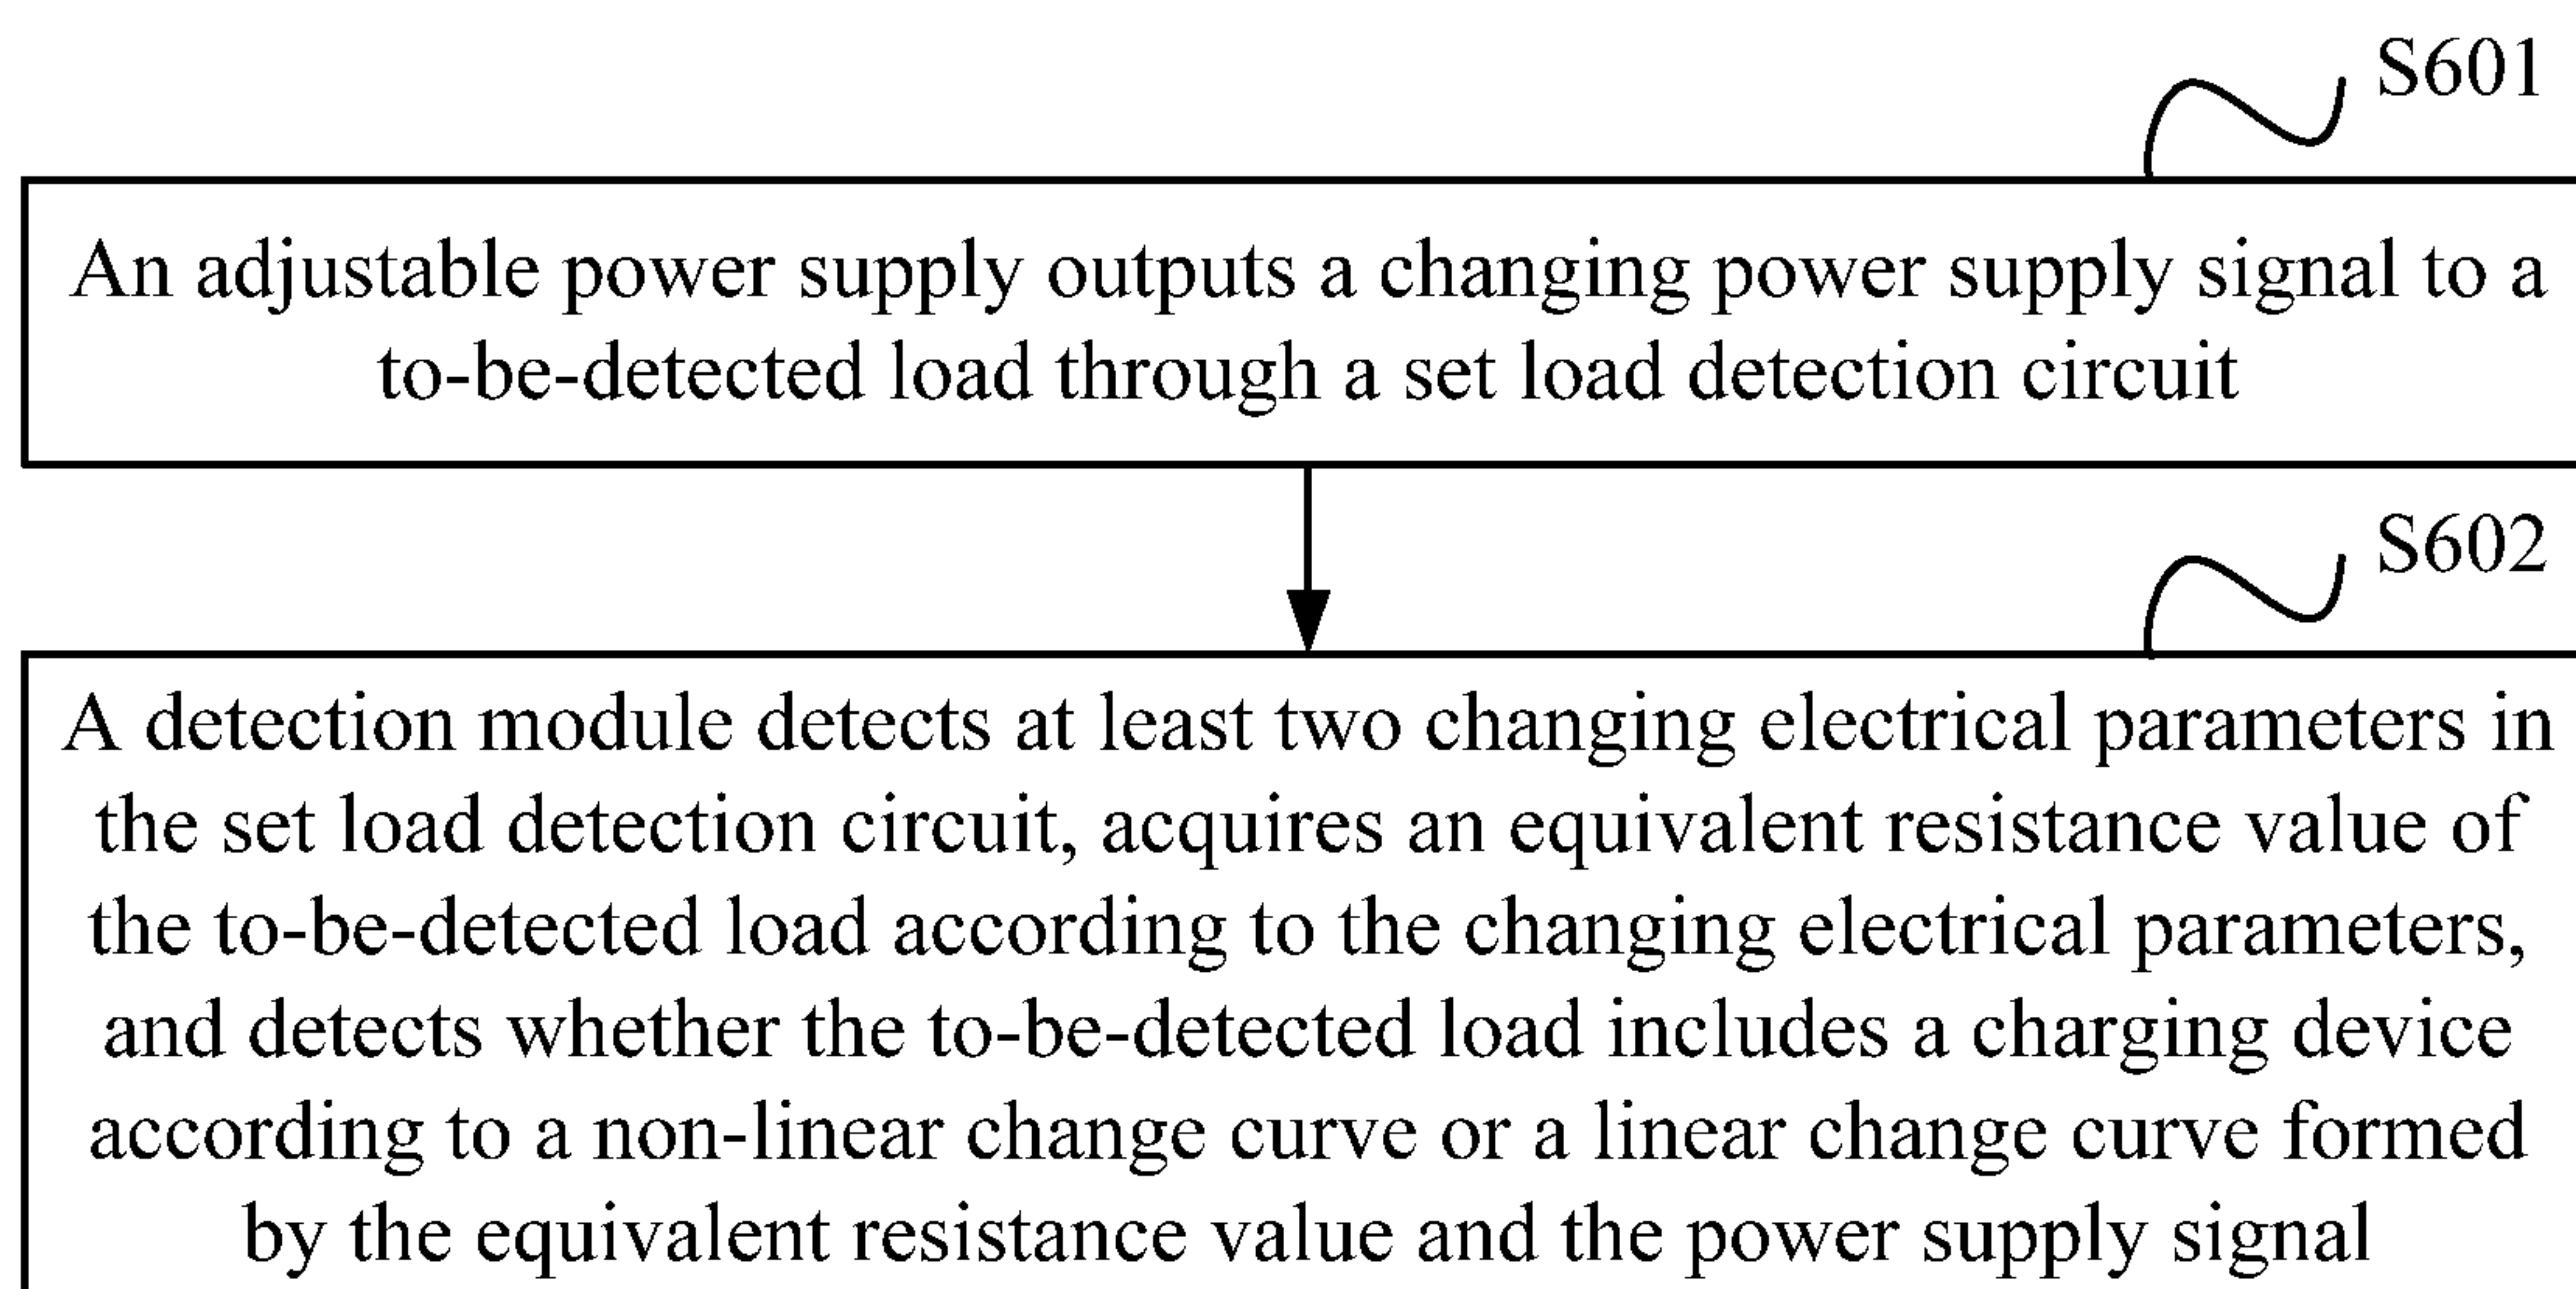 S601
An adjustable power supply outputs a changing power supply signal to a
to-be-detected load through a set load detection circuit
S602
A detection module detects at least two changing electrical parameters in
the set load detection circuit, acquires an equivalent resistance value of
the to-be-detected load according to the changing electrical parameters,
and detects whether the to-be-detected load includes a charging device
according to a non-linear change curve or a linear change curve formed
by the equivalent resistance value and the power supply signal